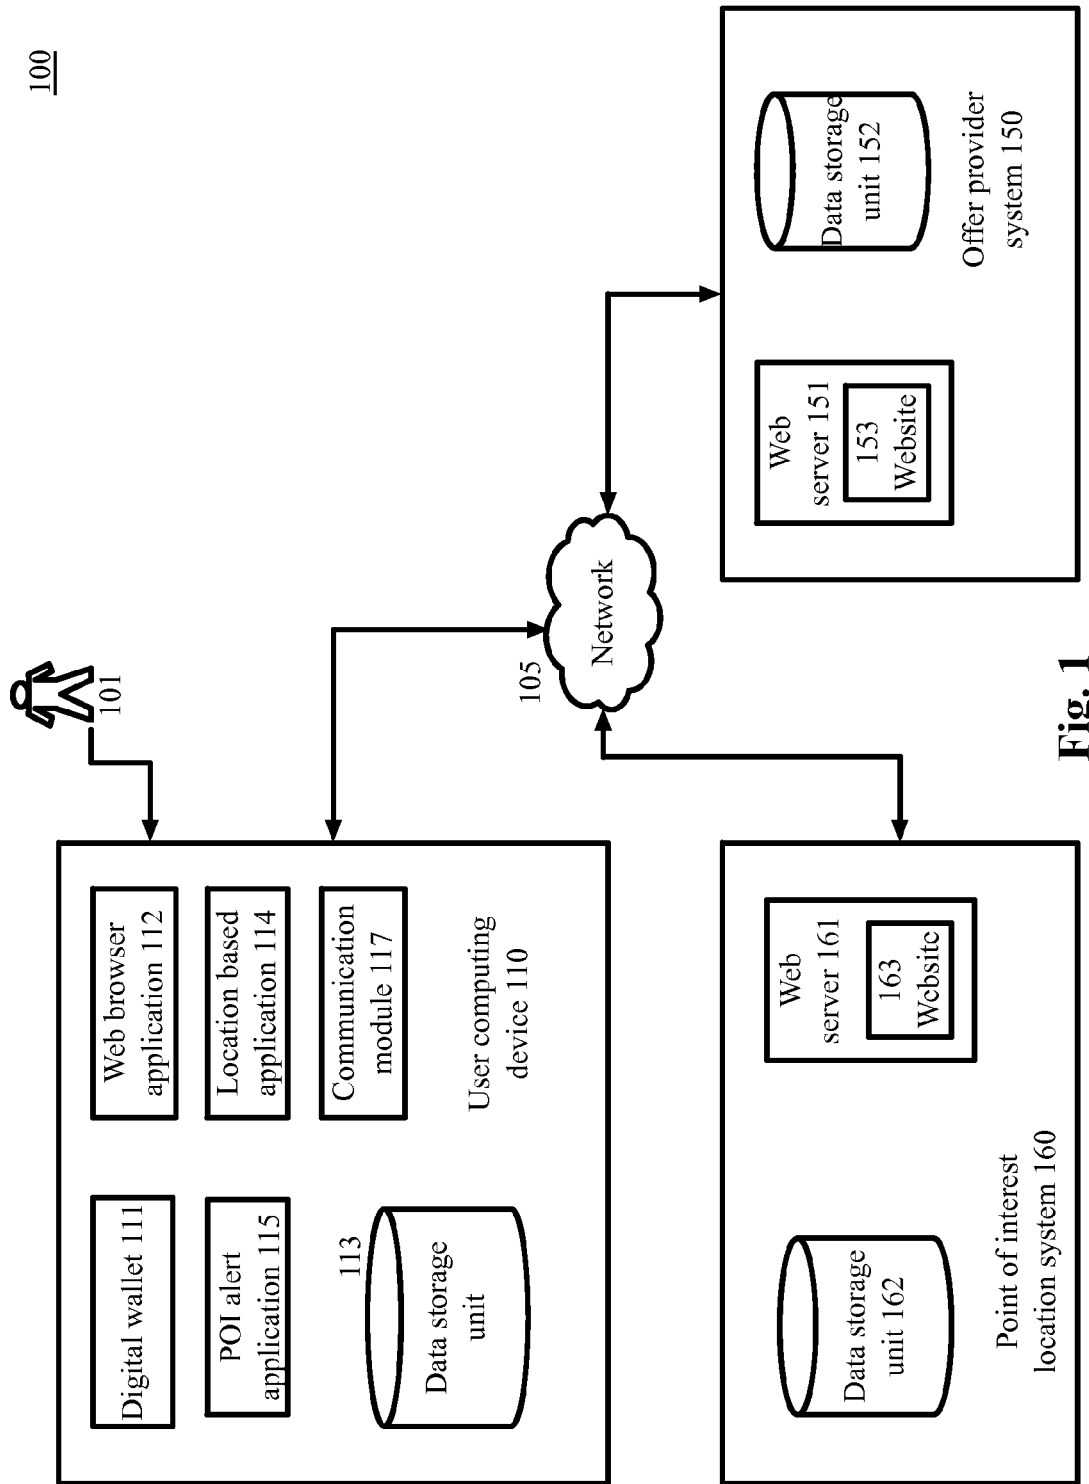 100
101
Digital wallet 111
Web browser
application 112
POI alert
application 115
Location based
application 114
113
Data storage
unit
Communication
module 117
User computing
device 110
105
Network
Data storage
unit 162
Web
server 161
163
Website
Point of interest
location system 160
Web
server 151
153
Website
Data storage
unit 152
Offer provider
system 150
Fig. 1